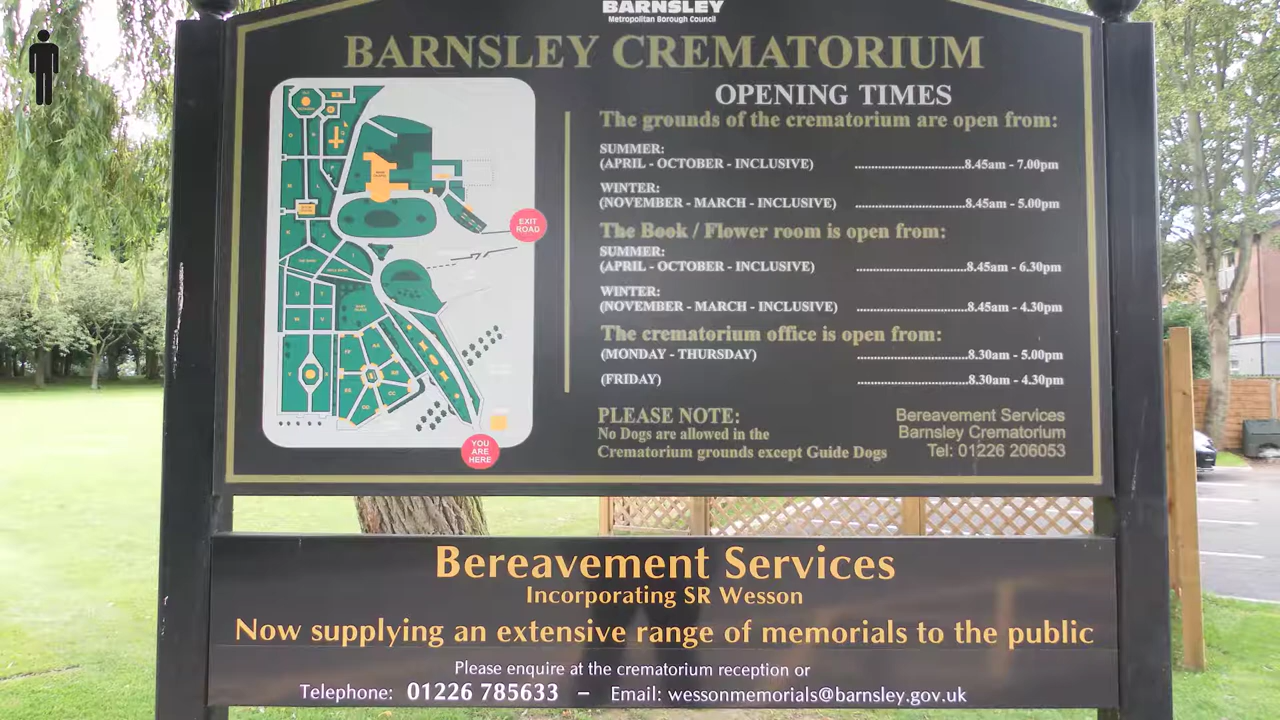 BARNSLEY
Metropolitan Borough Council
BARNSLEY CREMATORIUM
OPENING TIMES
The grounds of the crematorium are open from:
SUMMER:
(APRIL - OCTOBER - INCLUSIVE) ..............................8.45am - 7.00pm
WINTER:
(NOVEMBER - MARCH - INCLUSIVE) ..............................8.45am - 5.00pm
The Book / Flower room is open from:
SUMMER:
(APRIL - OCTOBER - INCLUSIVE) ..............................8.45am - 6.30pm
WINTER:
(NOVEMBER - MARCH - INCLUSIVE) ..............................8.45am - 4.30pm
The crematorium office is open from:
(MONDAY - THURSDAY) ..............................8.30am - 5.00pm
(FRIDAY) ..............................8.30am - 4.30pm
PLEASE NOTE:
No Dogs are allowed in the
Crematorium grounds except Guide Dogs
Bereavement Services
Barnsley Crematorium
Tel: 01226 206053
EXIT
ROAD
YOU
ARE
HERE
Bereavement Services
Incorporating SR Wesson
Now supplying an extensive range of memorials to the public
Please enquire at the crematorium reception or
Telephone: 01226 785633 – Email: wessonmemorials@barnsley.gov.uk